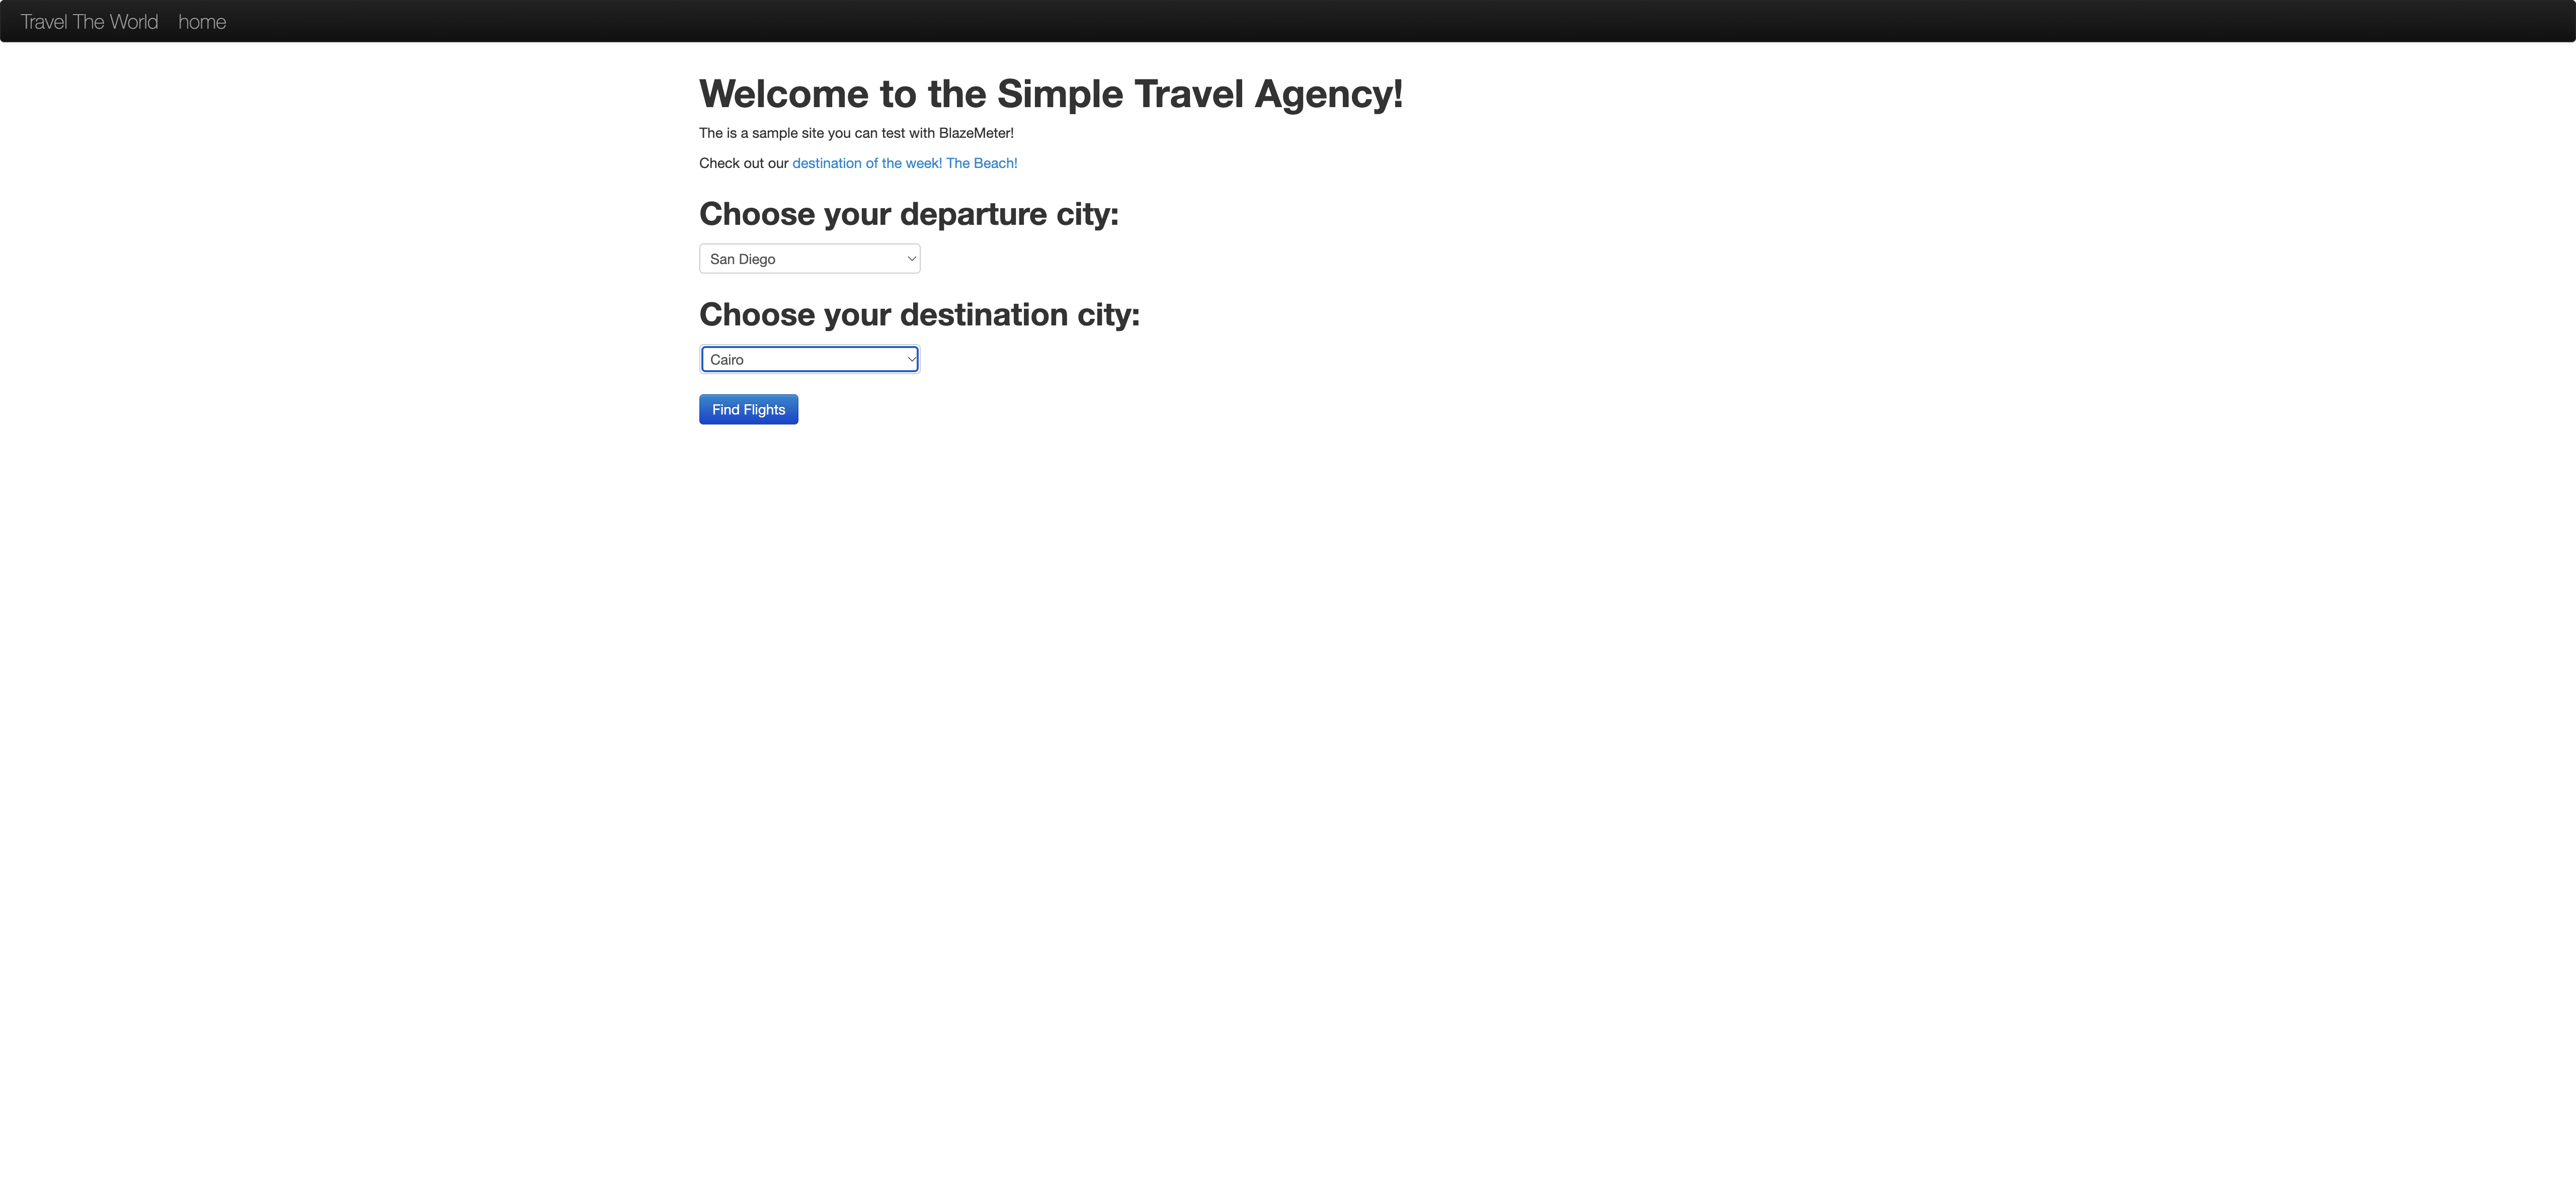 Travel The World home
Welcome to the Simple Travel Agency!
The is a sample site you can test with BlazeMeter!
Check out our destination of the week! The Beach!
Choose your departure city:
San Diego
Choose your destination city:
Cairo
Find Flights